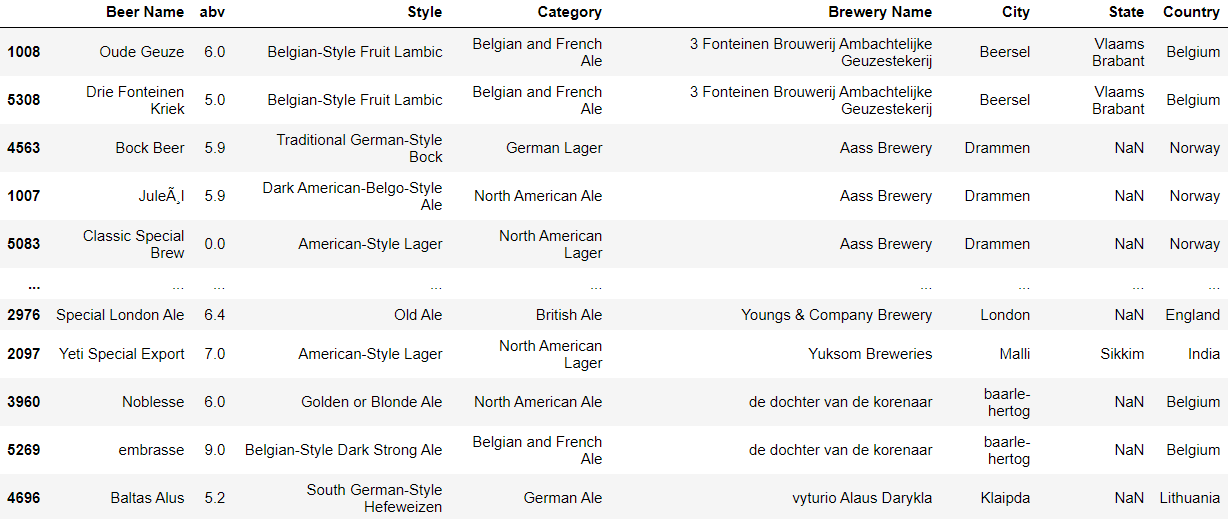 Beer Name abv Style Category Brewery Name City State Country
1008 Oude Geuze 6.0 Belgian-Style Fruit Lambic Belgian and French Ale 3 Fonteinen Brouwerij Ambachtelijke Geuzestekerij Beersel Vlaams Brabant Belgium
5308 Drie Fonteinen Kriek 5.0 Belgian-Style Fruit Lambic Belgian and French Ale 3 Fonteinen Brouwerij Ambachtelijke Geuzestekerij Beersel Vlaams Brabant Belgium
4563 Bock Beer 5.9 Traditional German-Style Bock German Lager Aass Brewery Drammen NaN Norway
1007 JuleÃ¸l 5.9 Dark American-Belgo-Style Ale North American Ale Aass Brewery Drammen NaN Norway
5083 Classic Special Brew 0.0 American-Style Lager North American Lager Aass Brewery Drammen NaN Norway
... ... ... ... ... ... ... ... ...
2976 Special London Ale 6.4 Old Ale British Ale Youngs & Company Brewery London NaN England
2097 Yeti Special Export 7.0 American-Style Lager North American Lager Yuksom Breweries Malli Sikkim India
3960 Noblesse 6.0 Golden or Blonde Ale North American Ale de dochter van de korenaar baarle-hertog NaN Belgium
5269 embrasse 9.0 Belgian-Style Dark Strong Ale Belgian and French Ale de dochter van de korenaar baarle-hertog NaN Belgium
4696 Baltas Alus 5.2 South German-Style Hefeweizen German Ale vyturio Alaus Darykla Klaipda NaN Lithuania